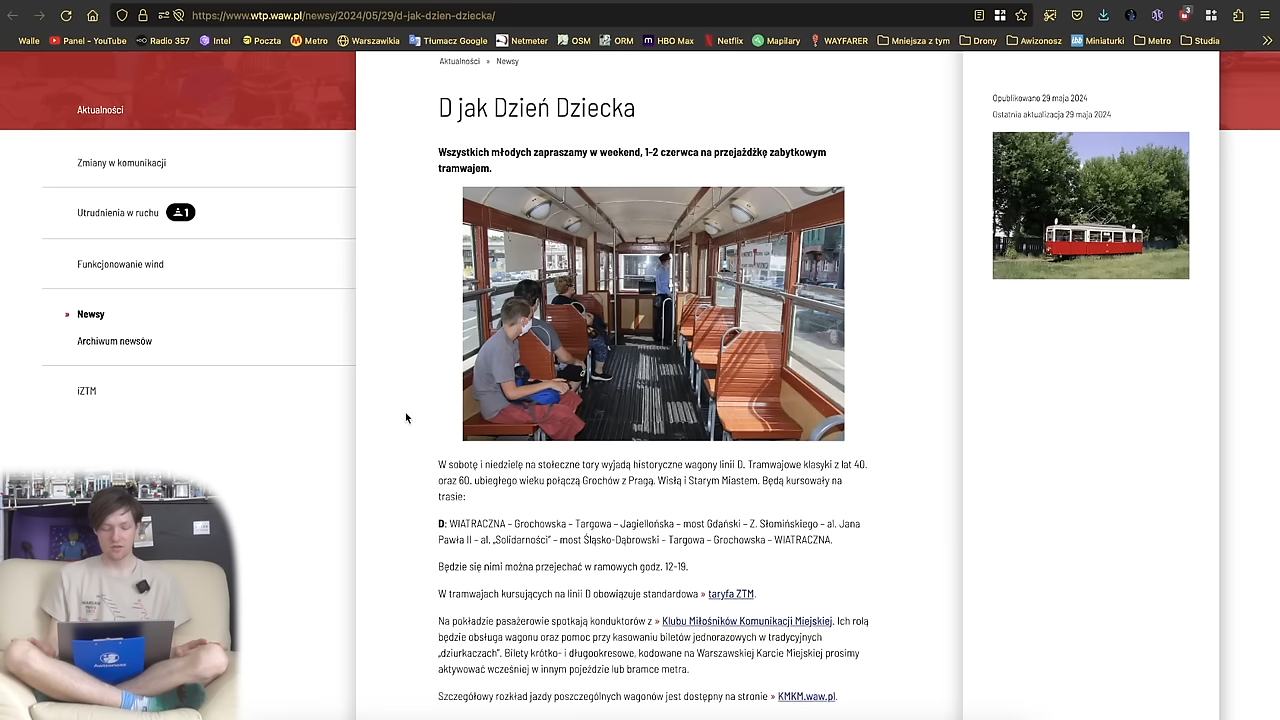 https://www.wtp.waw.pl/newsy/2024/05/29/d-jak-dzien-dziecka/
3
Walle Panel - YouTube Radio 357 Intel Poczta Metro Warszawikia Tłumacz Google Netmeter OSM ORM HBO Max Netflix Mapilary WAYFARER Mniejsza z tym Drony Awizonosz Miniaturki Metro Studia
Aktualności » Newsy
Aktualności
D jak Dzień Dziecka
Opublikowano 29 maja 2024
Ostatnia aktualizacja 29 maja 2024
Wszystkich młodych zapraszamy w weekend, 1-2 czerwca na przejażdżkę zabytkowym
tramwajem.
Zmiany w komunikacji
Utrudnienia w ruchu 1
Funkcjonowanie wind
» Newsy
Archiwum newsów
iZTM
W sobotę i niedzielę na stołeczne tory wyjadą historyczne wagony linii D. Tramwajowe klasyki z lat 40.
oraz 60. ubiegłego wieku połączą Grochów z Pragą, Wisłą i Starym Miastem. Będą kursowały na
trasie:
D: WIATRACZNA – Grochowska – Targowa – Jagiellońska – most Gdański – Z. Słomińskiego – al. Jana
Pawła II – al. „Solidarności” – most Śląsko-Dąbrowski – Targowa – Grochowska – WIATRACZNA.
Będzie się nimi można przejechać w ramowych godz. 12-19.
W tramwajach kursujących na linii D obowiązuje standardowa » taryfa ZTM.
Na pokładzie pasażerowie spotkają konduktorów z » Klubu Miłośników Komunikacji Miejskiej. Ich rolą
będzie obsługa wagonu oraz pomoc przy kasowaniu biletów jednorazowych w tradycyjnych
„dziurkaczach”. Bilety krótko- i długookresowe, kodowane na Warszawskiej Karcie Miejskiej prosimy
aktywować wcześniej w innym pojeździe lub bramce metra.
Szczegółowy rozkład jazdy poszczególnych wagonów jest dostępny na stronie » KMKM.waw.pl.